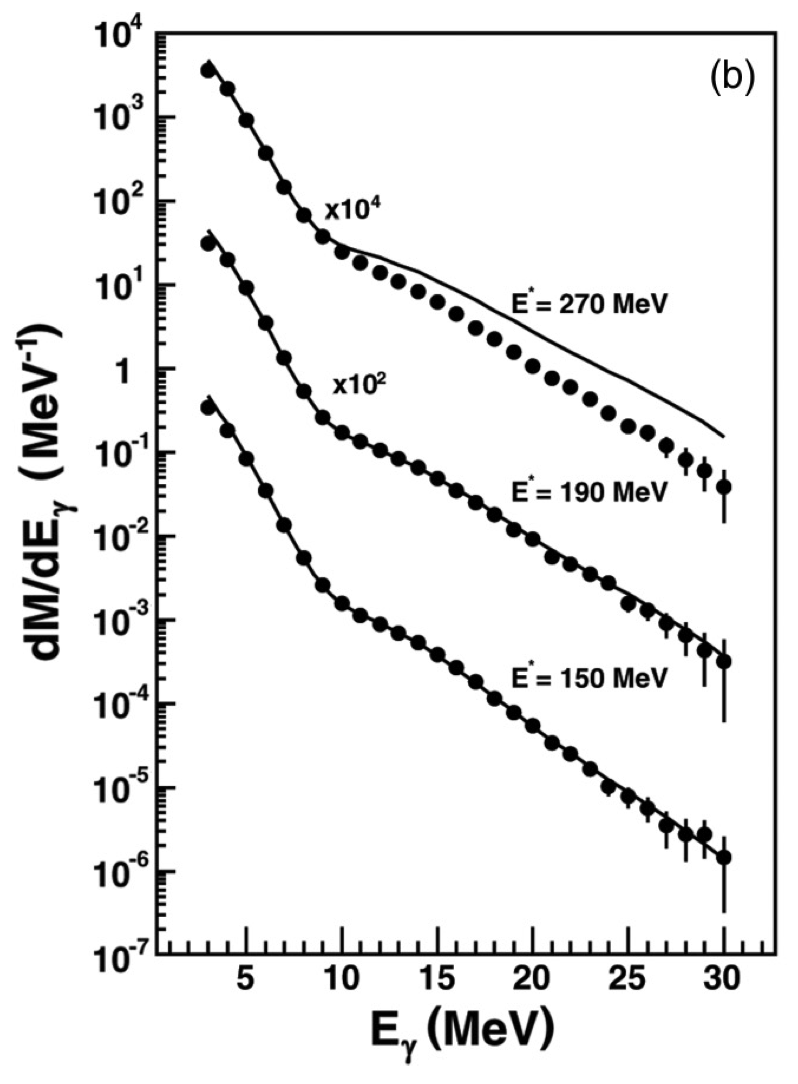 (b)
10⁴
10³
10²
10¹
1
10⁻¹
10⁻²
10⁻³
10⁻⁴
10⁻⁵
10⁻⁶
10⁻⁷
dM/dEᵧ (MeV⁻¹)
x10⁴
E* = 270 MeV
x10²
E* = 190 MeV
E* = 150 MeV
5 10 15 20 25 30
Eᵧ (MeV)